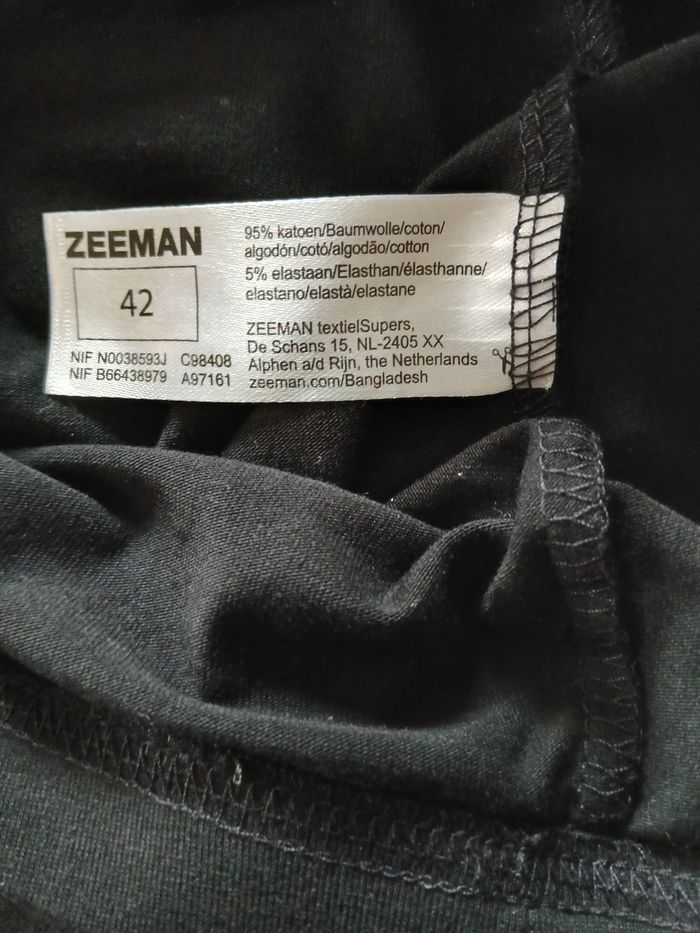 ZEEMAN
42
NIF N0038593J C98408
NIF B66438979 A97161
95% katoen/Baumwolle/coton/
algodón/cotó/algodão/cotton
5% elastaan/Elasthan/élasthanne/
elastano/elastà/elastane
ZEEMAN textielSupers,
De Schans 15, NL-2405 XX
Alphen a/d Rijn, the Netherlands
zeeman.com/Bangladesh